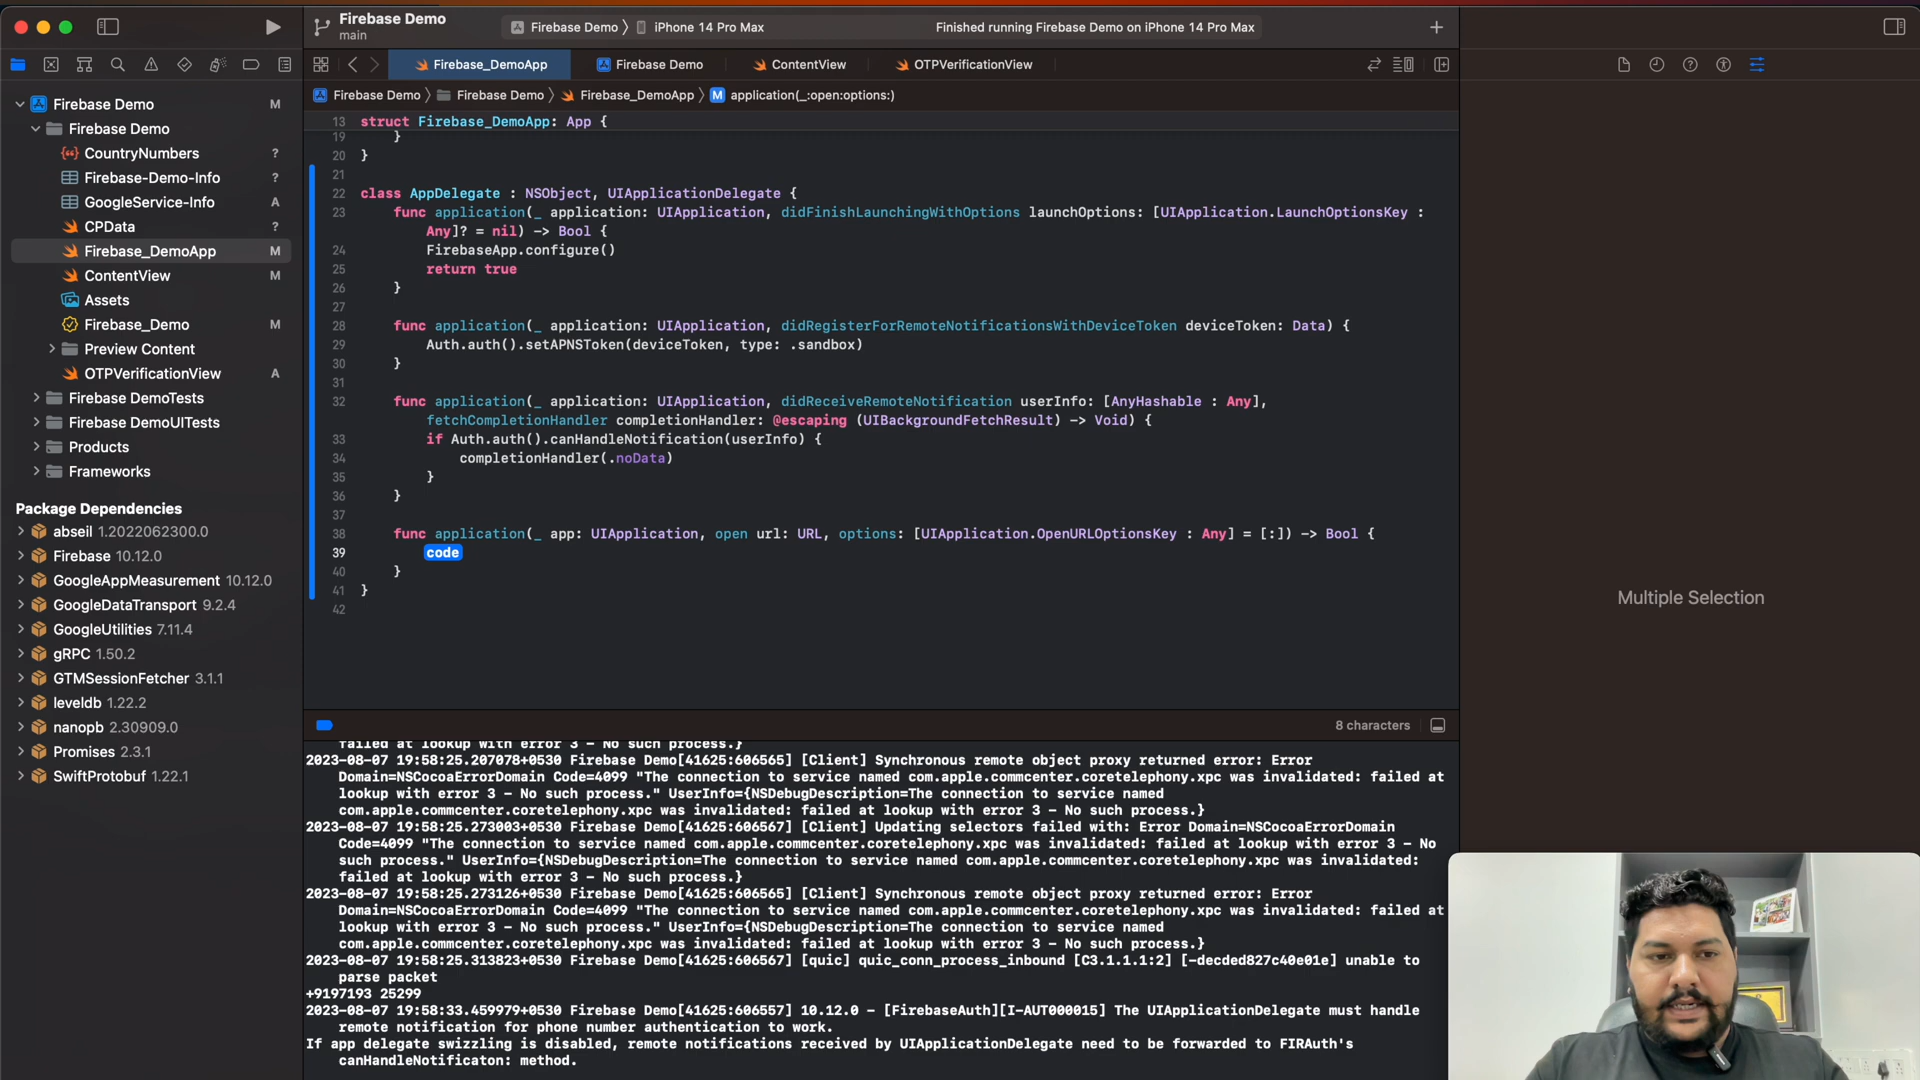 Firebase Demo
main
Firebase Demo
iPhone 14 Pro Max
Finished running Firebase Demo on iPhone 14 Pro Max
Firebase_DemoApp
Firebase Demo
ContentView
OTPVerificationView
Firebase Demo
Firebase Demo
Firebase_DemoApp
M
application(_:open:options:)
Firebase Demo M
Firebase Demo
CountryNumbers ?
Firebase-Demo-Info ?
GoogleService-Info A
CPData ?
Firebase_DemoApp M
ContentView M
Assets
Firebase_Demo M
Preview Content
OTPVerificationView A
Firebase DemoTests
Firebase DemoUITests
Products
Frameworks
Package Dependencies
abseil 1.2022062300.0
Firebase 10.12.0
GoogleAppMeasurement 10.12.0
GoogleDataTransport 9.2.4
GoogleUtilities 7.11.4
gRPC 1.50.2
GTMSessionFetcher 3.1.1
leveldb 1.22.2
nanopb 2.30909.0
Promises 2.3.1
SwiftProtobuf 1.22.1
13 struct Firebase_DemoApp: App {
19 }
20 }
21
22 class AppDelegate : NSObject, UIApplicationDelegate {
23 func application(_ application: UIApplication, didFinishLaunchingWithOptions launchOptions: [UIApplication.LaunchOptionsKey :
Any]? = nil) -> Bool {
24 FirebaseApp.configure()
25 return true
26 }
27
28 func application(_ application: UIApplication, didRegisterForRemoteNotificationsWithDeviceToken deviceToken: Data) {
29 Auth.auth().setAPNSToken(deviceToken, type: .sandbox)
30 }
31
32 func application(_ application: UIApplication, didReceiveRemoteNotification userInfo: [AnyHashable : Any],
fetchCompletionHandler completionHandler: @escaping (UIBackgroundFetchResult) -> Void) {
33 if Auth.auth().canHandleNotification(userInfo) {
34 completionHandler(.noData)
35 }
36 }
37
38 func application(_ app: UIApplication, open url: URL, options: [UIApplication.OpenURLOptionsKey : Any] = [:]) -> Bool {
39 code
40 }
41 }
42
Multiple Selection
8 characters
failed at lookup with error 3 - No such process.}
2023-08-07 19:58:25.207078+0530 Firebase Demo[41625:606565] [Client] Synchronous remote object proxy returned error: Error
Domain=NSCocoaErrorDomain Code=4099 "The connection to service named com.apple.commcenter.coretelephony.xpc was invalidated: failed at
lookup with error 3 - No such process." UserInfo={NSDebugDescription=The connection to service named
com.apple.commcenter.coretelephony.xpc was invalidated: failed at lookup with error 3 - No such process.}
2023-08-07 19:58:25.273003+0530 Firebase Demo[41625:606567] [Client] Updating selectors failed with: Error Domain=NSCocoaErrorDomain
Code=4099 "The connection to service named com.apple.commcenter.coretelephony.xpc was invalidated: failed at lookup with error 3 - No
such process." UserInfo={NSDebugDescription=The connection to service named com.apple.commcenter.coretelephony.xpc was invalidated:
failed at lookup with error 3 - No such process.}
2023-08-07 19:58:25.273126+0530 Firebase Demo[41625:606565] [Client] Synchronous remote object proxy returned error: Error
Domain=NSCocoaErrorDomain Code=4099 "The connection to service named com.apple.commcenter.coretelephony.xpc was invalidated: failed at
lookup with error 3 - No such process." UserInfo={NSDebugDescription=The connection to service named
com.apple.commcenter.coretelephony.xpc was invalidated: failed at lookup with error 3 - No such process.}
2023-08-07 19:58:25.313823+0530 Firebase Demo[41625:606567] [quic] quic_conn_process_inbound [C3.1.1.1:2] [-decded827c40e01e] unable to
parse packet
+9197193 25299
2023-08-07 19:58:33.459979+0530 Firebase Demo[41625:606557] 10.12.0 - [FirebaseAuth][I-AUT000015] The UIApplicationDelegate must handle
remote notification for phone number authentication to work.
If app delegate swizzling is disabled, remote notifications received by UIApplicationDelegate need to be forwarded to FIRAuth's
canHandleNotificaton: method.